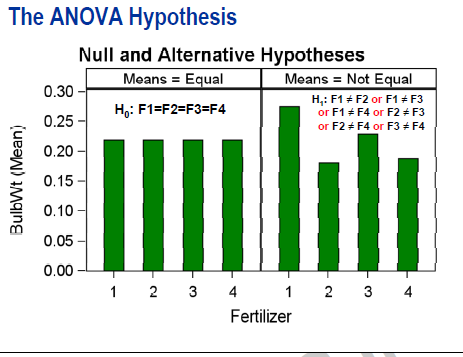 The ANOVA Hypothesis
Null and Alternative Hypotheses
Means = Equal
Means = Not Equal
H₀: F1=F2=F3=F4
H₁: F1 ≠ F2 or F1 ≠ F3
or F1 ≠ F4 or F2 ≠ F3
or F2 ≠ F4 or F3 ≠ F4
BulbWt (Mean)
0.30
0.25
0.20
0.15
0.10
0.05
0.00
1 2 3 4 1 2 3 4
Fertilizer